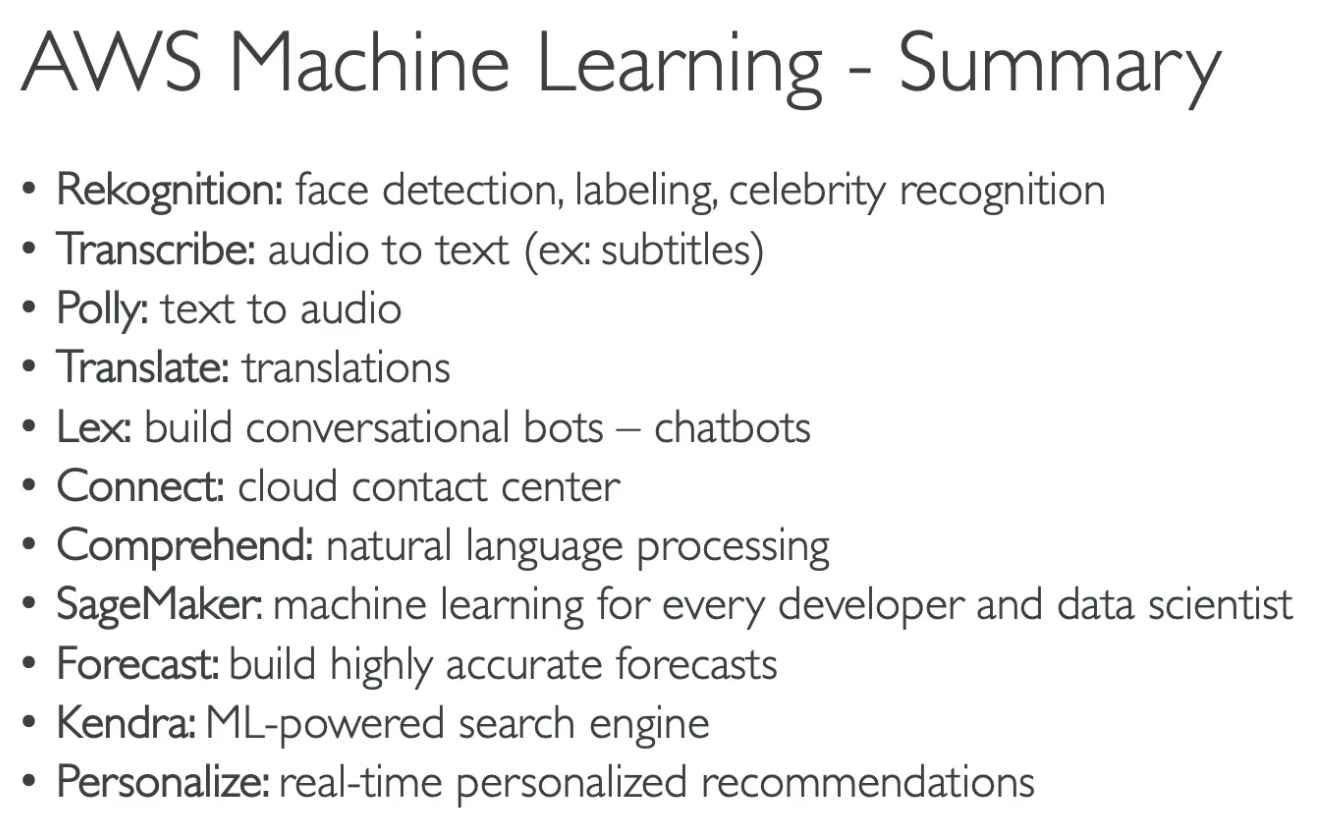 AWS Machine Learning - Summary
• Rekognition: face detection, labeling, celebrity recognition
• Transcribe: audio to text (ex: subtitles)
• Polly: text to audio
• Translate: translations
• Lex: build conversational bots – chatbots
• Connect: cloud contact center
• Comprehend: natural language processing
• SageMaker: machine learning for every developer and data scientist
• Forecast: build highly accurate forecasts
• Kendra: ML-powered search engine
• Personalize: real-time personalized recommendations